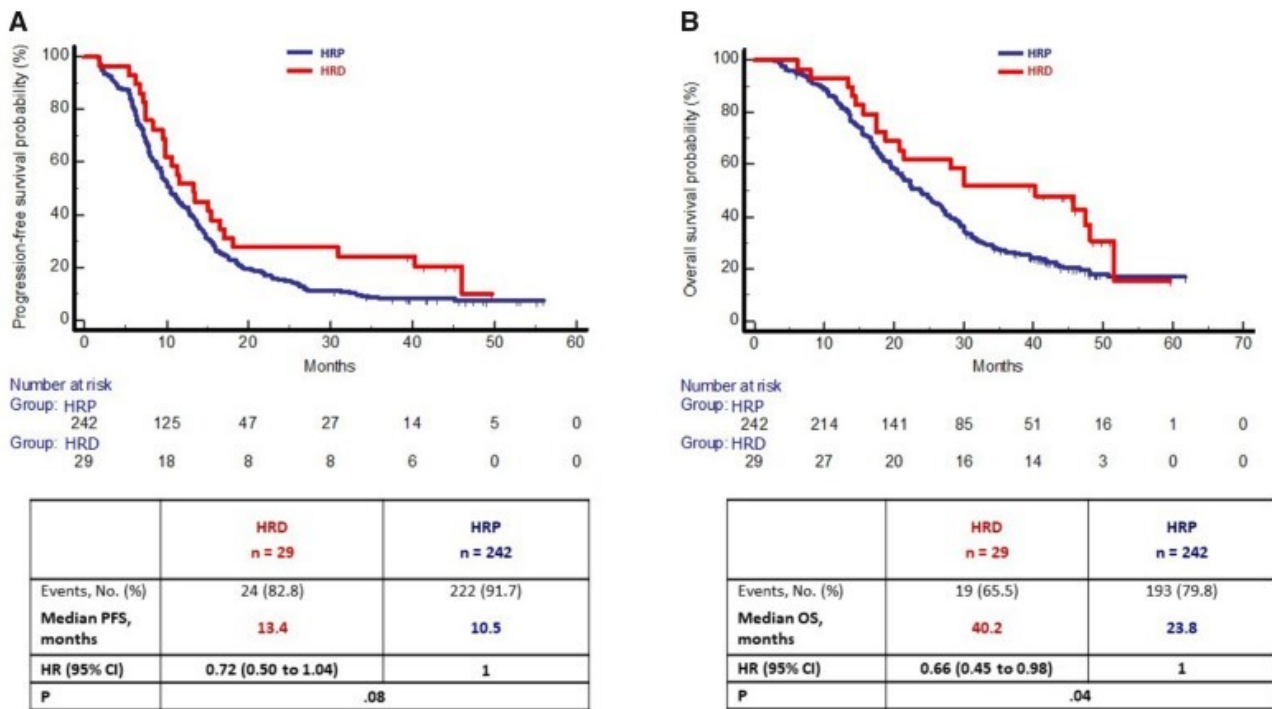 A
Progression-free survival probability (%)
100
80
60
40
20
0
HRP
HRD
0 10 20 30 40 50 60
Months
Number at risk
Group: HRP
242 125 47 27 14 5 0
Group: HRD
29 18 8 8 6 0 0
HRD
n = 29
HRP
n = 242
Events, No. (%) 24 (82.8) 222 (91.7)
Median PFS,
months
13.4 10.5
HR (95% CI) 0.72 (0.50 to 1.04) 1
P .08
B
Overall survival probability (%)
100
80
60
40
20
0
HRP
HRD
0 10 20 30 40 50 60 70
Months
Number at risk
Group: HRP
242 214 141 85 51 16 1 0
Group: HRD
29 27 20 16 14 3 0 0
HRD
n = 29
HRP
n = 242
Events, No. (%) 19 (65.5) 193 (79.8)
Median OS,
months
40.2 23.8
HR (95% CI) 0.66 (0.45 to 0.98) 1
P .04